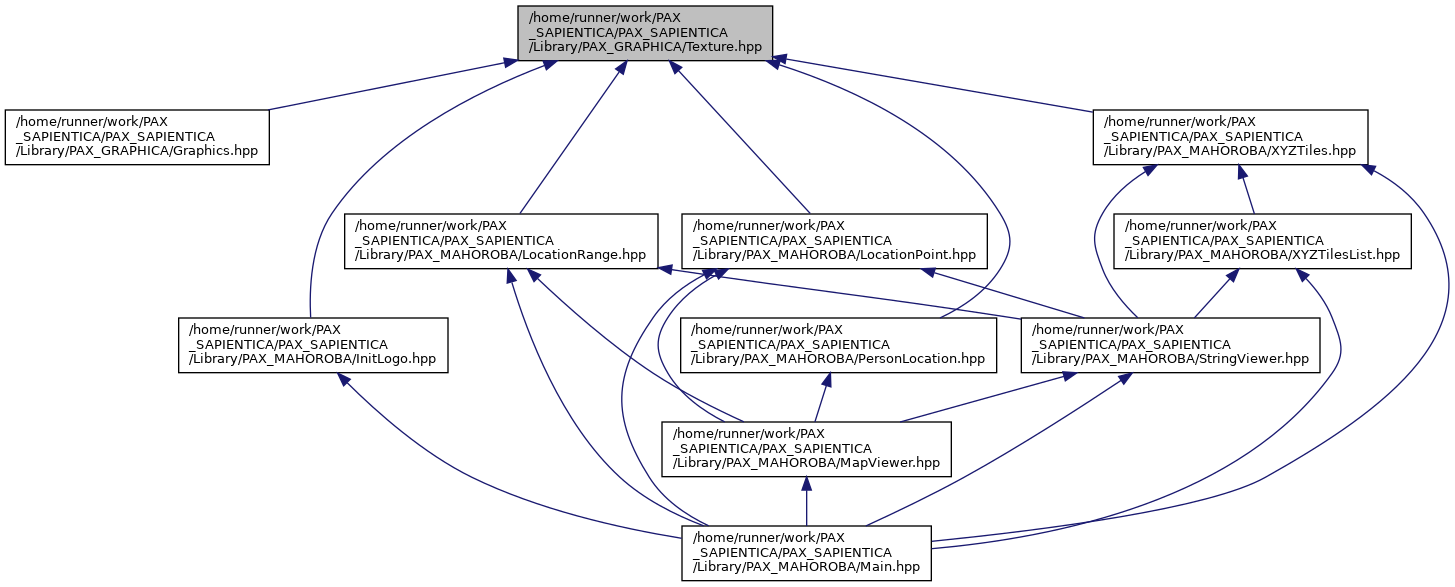 /home/runner/work/PAX
_SAPIENTICA/PAX_SAPIENTICA
/Library/PAX_GRAPHICA/Texture.hpp
/home/runner/work/PAX
_SAPIENTICA/PAX_SAPIENTICA
/Library/PAX_GRAPHICA/Graphics.hpp
/home/runner/work/PAX
_SAPIENTICA/PAX_SAPIENTICA
/Library/PAX_MAHOROBA/XYZTiles.hpp
/home/runner/work/PAX
_SAPIENTICA/PAX_SAPIENTICA
/Library/PAX_MAHOROBA/LocationRange.hpp
/home/runner/work/PAX
_SAPIENTICA/PAX_SAPIENTICA
/Library/PAX_MAHOROBA/LocationPoint.hpp
/home/runner/work/PAX
_SAPIENTICA/PAX_SAPIENTICA
/Library/PAX_MAHOROBA/XYZTilesList.hpp
/home/runner/work/PAX
_SAPIENTICA/PAX_SAPIENTICA
/Library/PAX_MAHOROBA/InitLogo.hpp
/home/runner/work/PAX
_SAPIENTICA/PAX_SAPIENTICA
/Library/PAX_MAHOROBA/PersonLocation.hpp
/home/runner/work/PAX
_SAPIENTICA/PAX_SAPIENTICA
/Library/PAX_MAHOROBA/StringViewer.hpp
/home/runner/work/PAX
_SAPIENTICA/PAX_SAPIENTICA
/Library/PAX_MAHOROBA/MapViewer.hpp
/home/runner/work/PAX
_SAPIENTICA/PAX_SAPIENTICA
/Library/PAX_MAHOROBA/Main.hpp